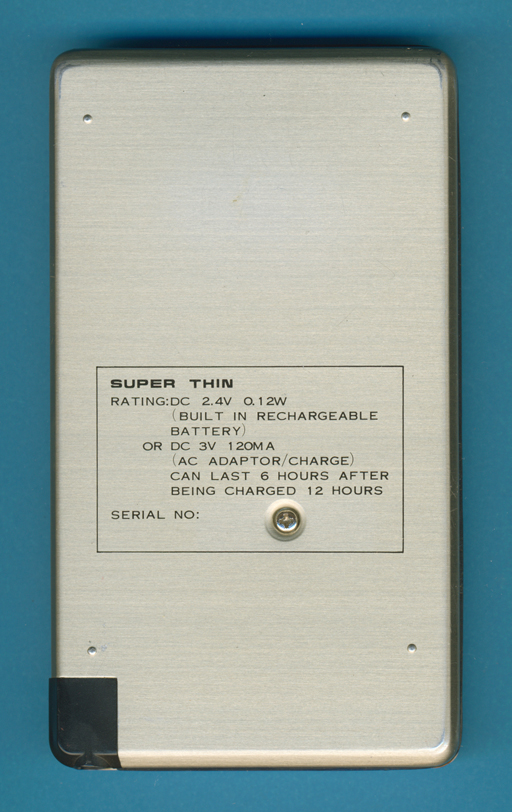 SUPER THIN
RATING:DC 2.4V 0.12W
(BUILT IN RECHARGEABLE
BATTERY)
OR DC 3V 120MA
(AC ADAPTOR/CHARGE)
CAN LAST 6 HOURS AFTER
BEING CHARGED 12 HOURS
SERIAL NO: